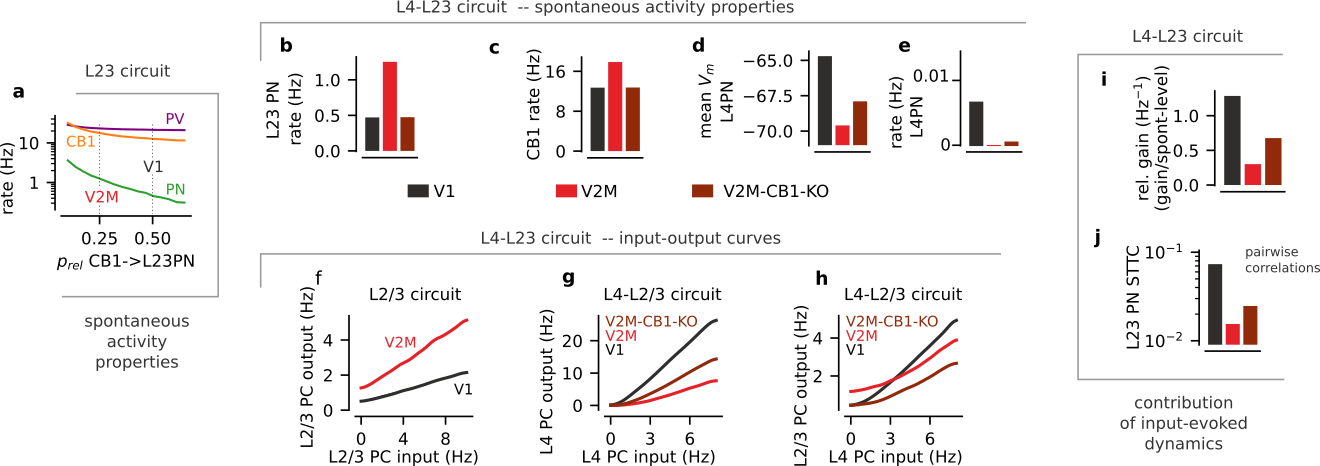 L4-L23 circuit -- spontaneous activity properties
L23 circuit
a
rate (Hz)
10
1
PV
CB1
V1
V2M
PN
0.25
0.50
p_rel CB1->L23PN
spontaneous
activity
properties
b
L23 PN
rate (Hz)
1.0
0.5
0.0
c
CB1 rate (Hz)
16
8
0
d
mean V_m
L4PN
−65.0
−67.5
−70.0
e
rate (Hz)
L4PN
0.01
0
V1
V2M
V2M-CB1-KO
L4-L23 circuit -- input-output curves
f
L2/3 circuit
L2/3 PC output (Hz)
4
2
0
V2M
V1
0
4
8
L2/3 PC input (Hz)
g
L4-L2/3 circuit
L4 PC output (Hz)
20
10
0
V2M-CB1-KO
V2M
V1
0
3
6
L4 PC input (Hz)
h
L4-L2/3 circuit
L2/3 PC output (Hz)
4
2
V2M-CB1-KO
V2M
V1
0
3
6
L4 PC input (Hz)
L4-L23 circuit
i
rel. gain (Hz⁻¹)
(gain/spont-level)
1.0
0.5
0.0
j
L23 PN STTC
10⁻¹
10⁻²
pairwise
correlations
contribution
of input-evoked
dynamics